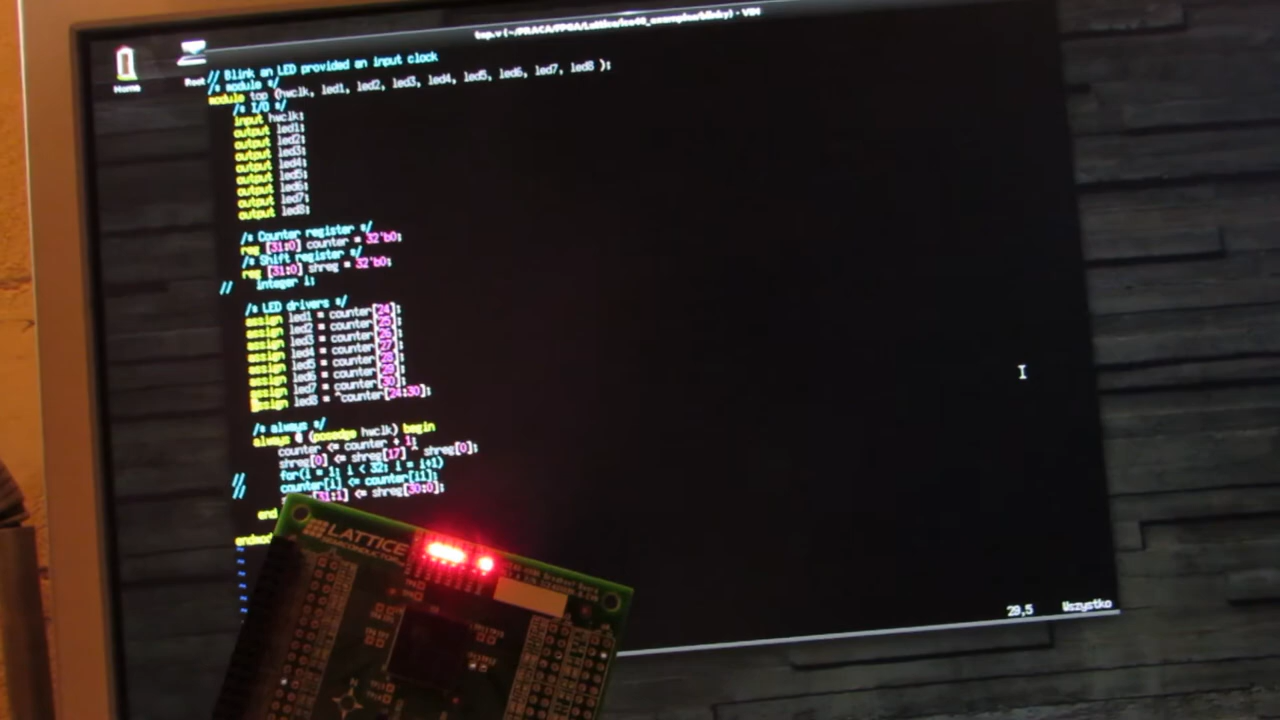 top.v (~/PRACA/FPGA/Lattice/ice40_examples/blinky) - VIM
Home
Root
// Blink an LED provided an input clock
/* module */
module top (hwclk, led1, led2, led3, led4, led5, led6, led7, led8 );
/* I/O */
input hwclk;
output led1;
output led2;
output led3;
output led4;
output led5;
output led6;
output led7;
output led8;
/* Counter register */
reg [31:0] counter = 32'b0;
/* Shift register */
reg [31:0] shreg = 32'b0;
// integer i;
/* LED drivers */
assign led1 = counter[24];
assign led2 = counter[25];
assign led3 = counter[26];
assign led4 = counter[27];
assign led5 = counter[28];
assign led6 = counter[29];
assign led7 = counter[30];
assign led8 = ^counter[24:30];
/* always */
always @ (posedge hwclk) begin
counter <= counter + 1;
shreg[0] <= shreg[17] ^ shreg[0];
// for(i = 1; i < 32; i = i+1)
// counter[i] <= counter[i1];
[31:1] <= shreg[30:0];
end
endmod
~
~
~
~
~
~
29,5 Wszystko
LATTICE
SEMICONDUCTOR